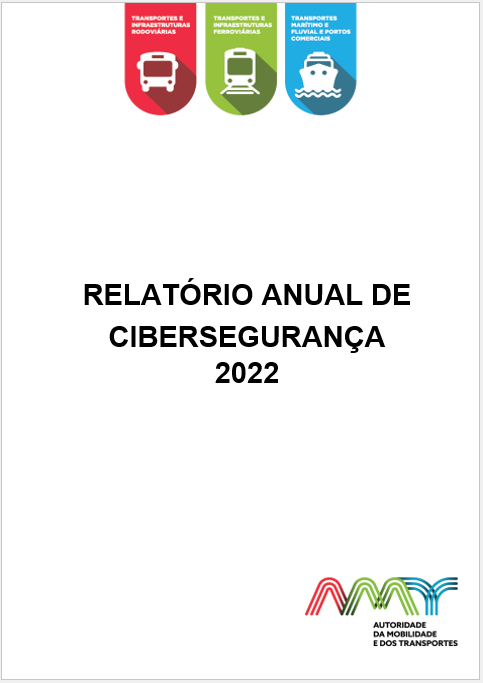 TRANSPORTES E
INFRAESTRUTURAS
RODOVIÁRIAS
TRANSPORTES E
INFRAESTRUTURAS
FERROVIÁRIAS
TRANSPORTES
MARÍTIMO E
FLUVIAL E PORTOS
COMERCIAIS
RELATÓRIO ANUAL DE
CIBERSEGURANÇA
2022
AMT
AUTORIDADE
DA MOBILIDADE
E DOS TRANSPORTES